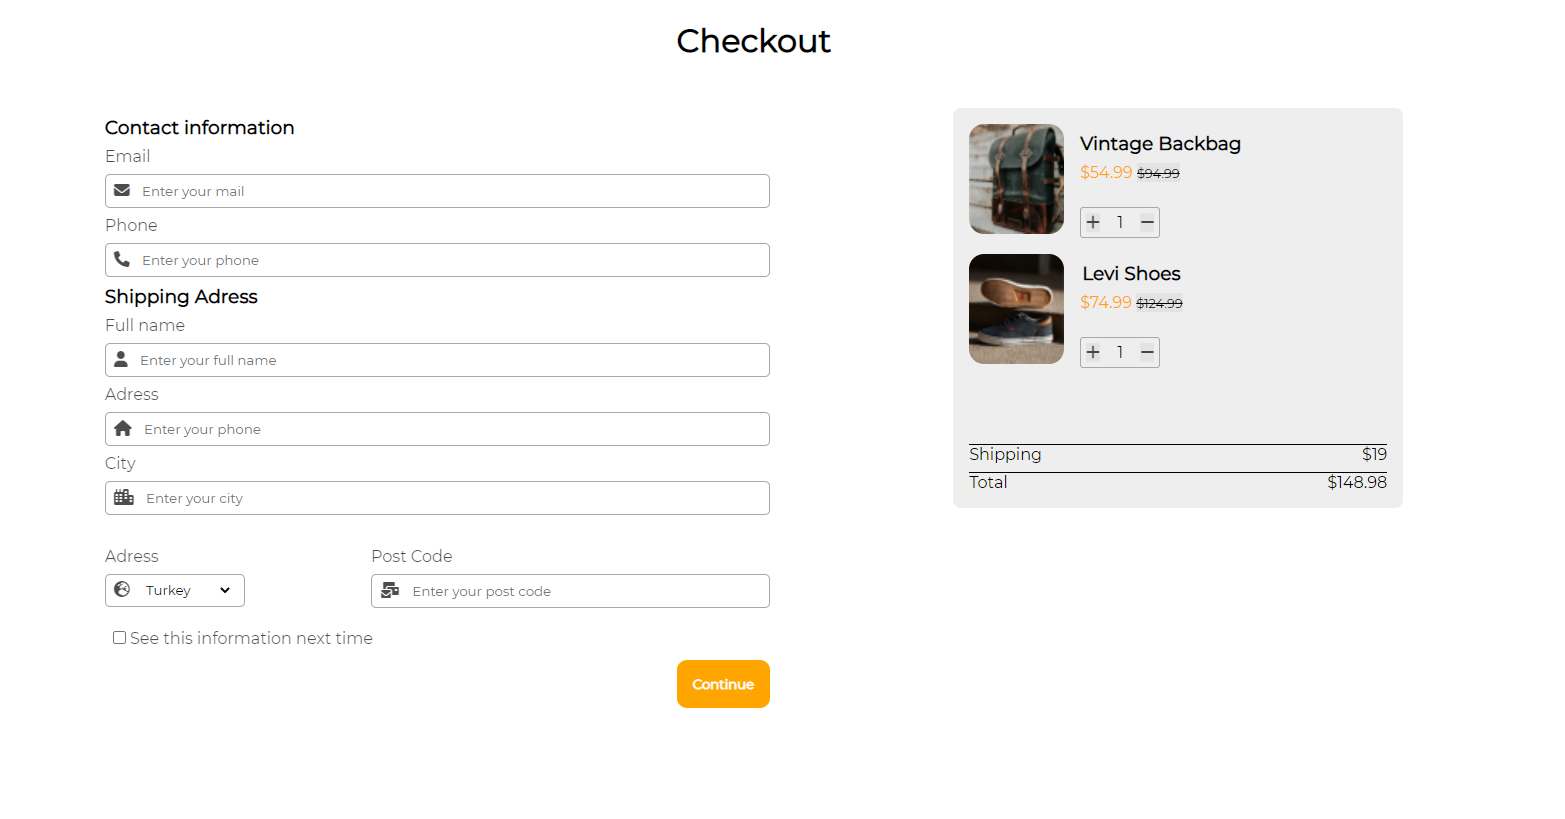 Checkout
Contact information
Email
Enter your mail
Phone
Enter your phone
Shipping Adress
Full name
Enter your full name
Adress
Enter your phone
City
Enter your city
Adress
Post Code
Turkey
Enter your post code
See this information next time
Continue
Vintage Backbag
$54.99 $94.99
+ 1 −
Levi Shoes
$74.99 $124.99
+ 1 −
Shipping $19
Total $148.98